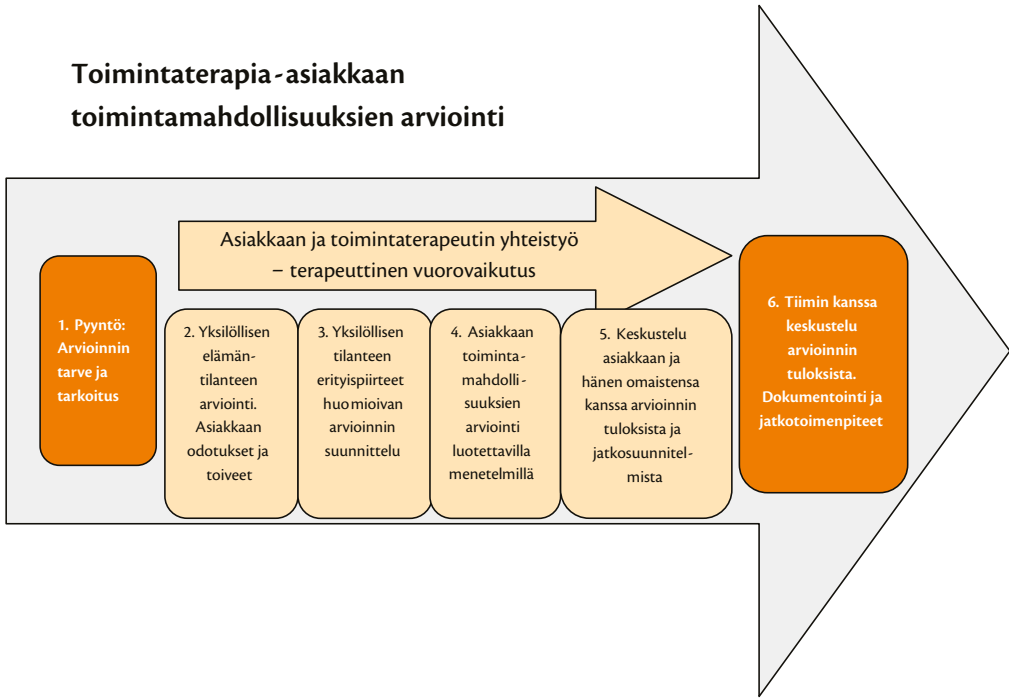 Toimintaterapia-asiakkaan
toimintamahdollisuuksien arviointi
Asiakkaan ja toimintaterapeutin yhteistyö
– terapeuttinen vuorovaikutus
1. Pyyntö:
Arvioinnin
tarve ja
tarkoitus
2. Yksilöllisen
elämän-
tilanteen
arviointi.
Asiakkaan
odotukset ja
toiveet
3. Yksilöllisen
tilanteen
erityispiirteet
huomioivan
arvioinnin
suunnittelu
4. Asiakkaan
toiminta-
mahdolli-
suuksien
arviointi
luotettavilla
menetelmillä
5. Keskustelu
asiakkaan ja
hänen omaistensa
kanssa arvioinnin
tuloksista ja
jatkosuunnitel-
mista
6. Tiimin kanssa
keskustelu
arvioinnin
tuloksista.
Dokumentointi ja
jatkotoimenpiteet